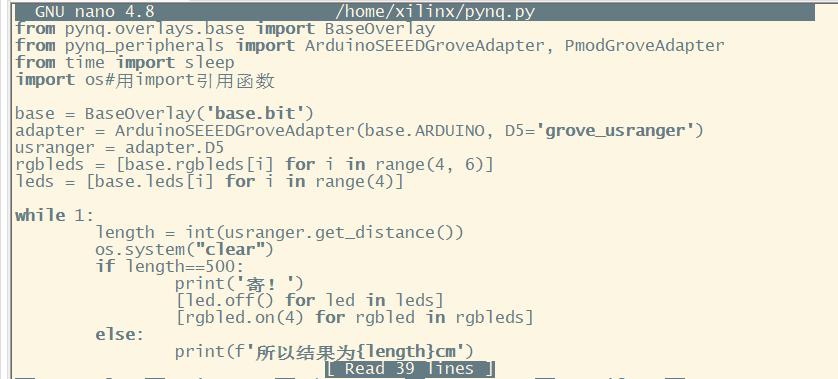 GNU nano 4.8 /home/xilinx/pynq.py
from pynq.overlays.base import BaseOverlay
from pynq_peripherals import ArduinoSEEEDGroveAdapter, PmodGroveAdapter
from time import sleep
import os#用import引用函数
base = BaseOverlay('base.bit')
adapter = ArduinoSEEEDGroveAdapter(base.ARDUINO, D5='grove_usranger')
usranger = adapter.D5
rgbleds = [base.rgbleds[i] for i in range(4, 6)]
leds = [base.leds[i] for i in range(4)]
while 1:
length = int(usranger.get_distance())
os.system("clear")
if length==500:
print('寄！')
[led.off() for led in leds]
[rgbled.on(4) for rgbled in rgbleds]
else:
print(f'所以结果为{length}cm')
[ Read 39 lines ]